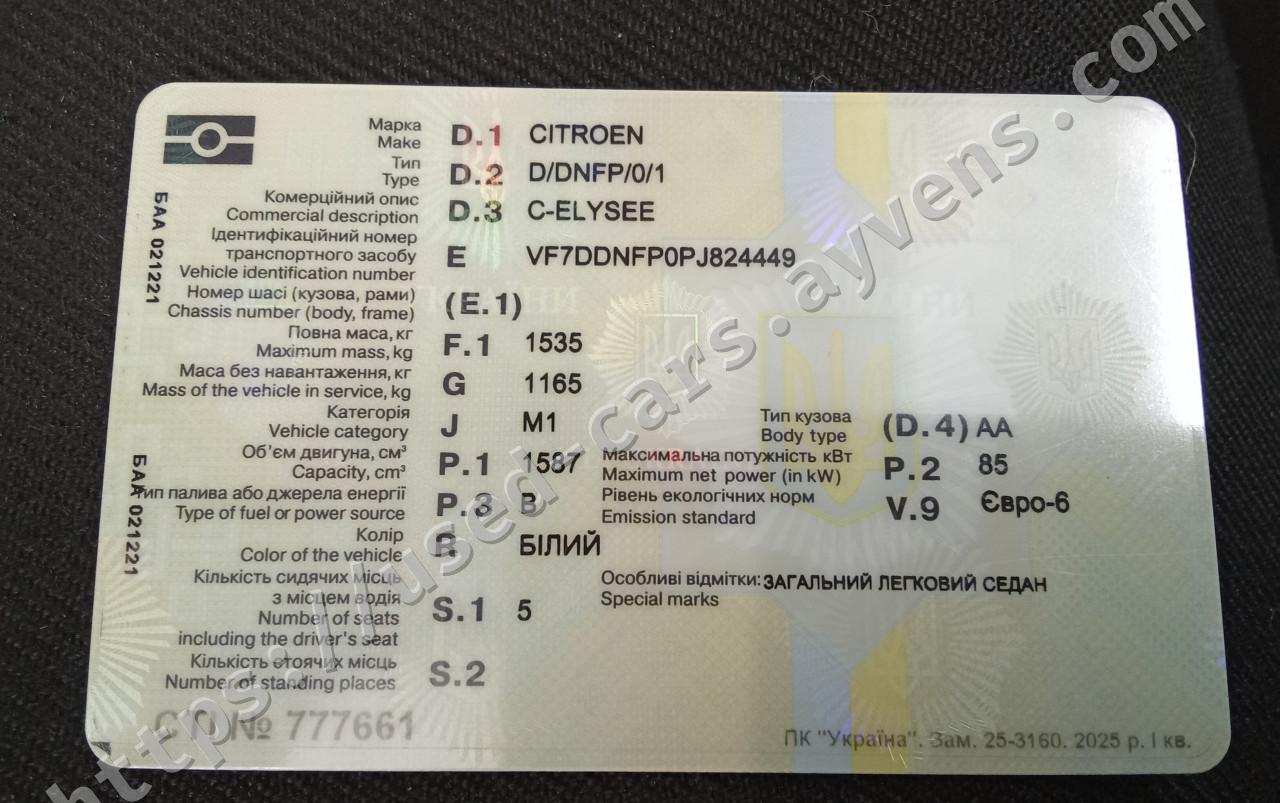 Марка
Make
D.1 CITROEN
Тип
Type
D.2 D/DNFP/0/1
Комерційний опис
Commercial description
D.3 C-ELYSEE
Ідентифікаційний номер
транспортного засобу
Vehicle identification number
E VF7DDNFP0PJ824449
Номер шасі (кузова, рами)
Chassis number (body, frame)
(E.1)
Повна маса, кг
Maximum mass, kg
F.1 1535
Маса без навантаження, кг
Mass of the vehicle in service, kg
G 1165
Категорія
Vehicle category
J M1
Тип кузова
Body type
(D.4) AA
Об'єм двигуна, см³
Capacity, cm³
P.1 1587
Максимальна потужність кВт
Maximum net power (in kW)
P.2 85
Тип палива або джерела енергії
Type of fuel or power source
P.3 B
Рівень екологічних норм
Emission standard
V.9 Євро-6
Колір
Color of the vehicle
R БІЛИЙ
Кількість сидячих місць
з місцем водія
Number of seats
including the driver's seat
S.1 5
Особливі відмітки: ЗАГАЛЬНИЙ ЛЕГКОВИЙ СЕДАН
Special marks
Кількість стоячих місць
Number of standing places
S.2
№ 777661
ПК "Україна". Зам. 25-3160. 2025 р. І кв.
БАА 021221
БАА 021221
https://used-cars.ayvens.com